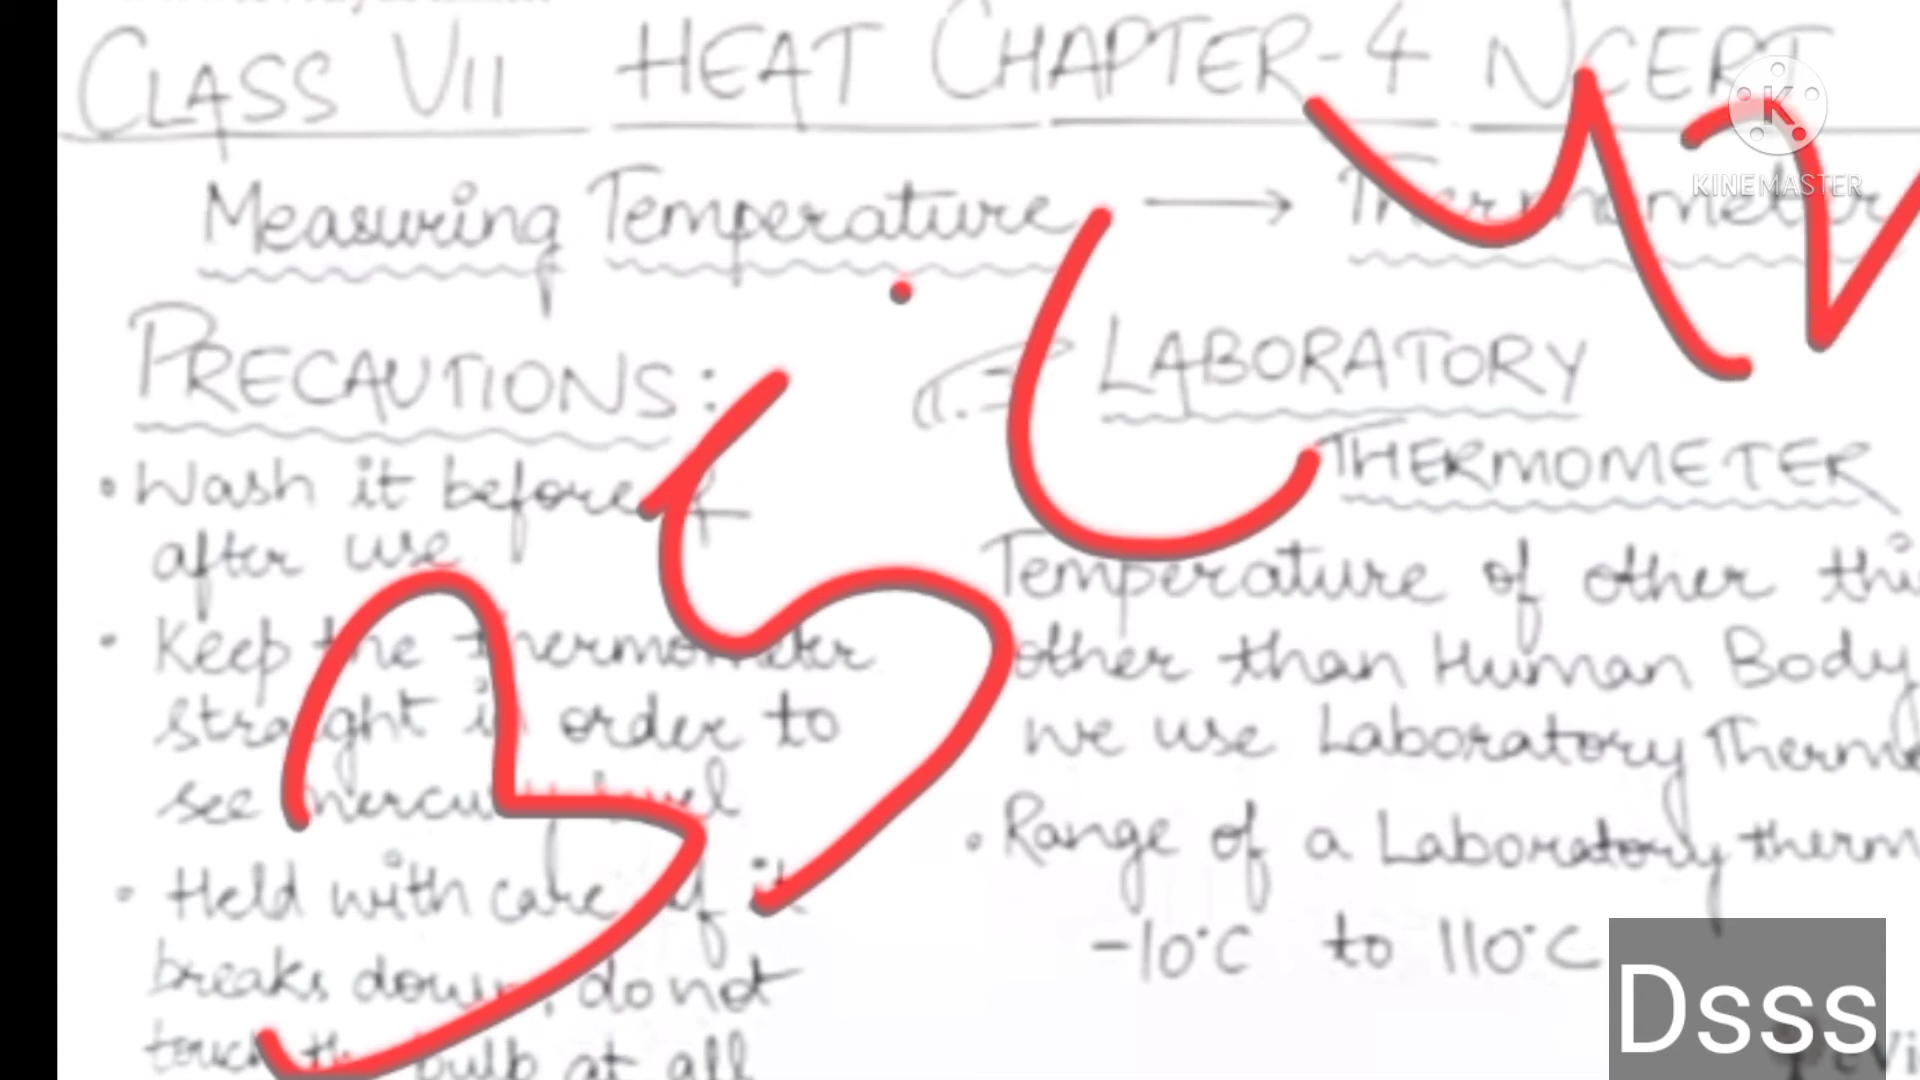 CLASS VII HEAT CHAPTER-4 NCERT
KINEMASTER
Measuring Temperature → Thermometer
PRECAUTIONS:
LABORATORY
THERMOMETER
• Wash it before &
after use
• Keep the thermometer
straight in order to
see mercury level
• Held with care if it
breaks down, do not
touch the bulb at all
Temperature of other thi
other than Human Body,
we use Laboratory Thermo
• Range of a Laboratory therm
-10°C to 110°C
Dsss